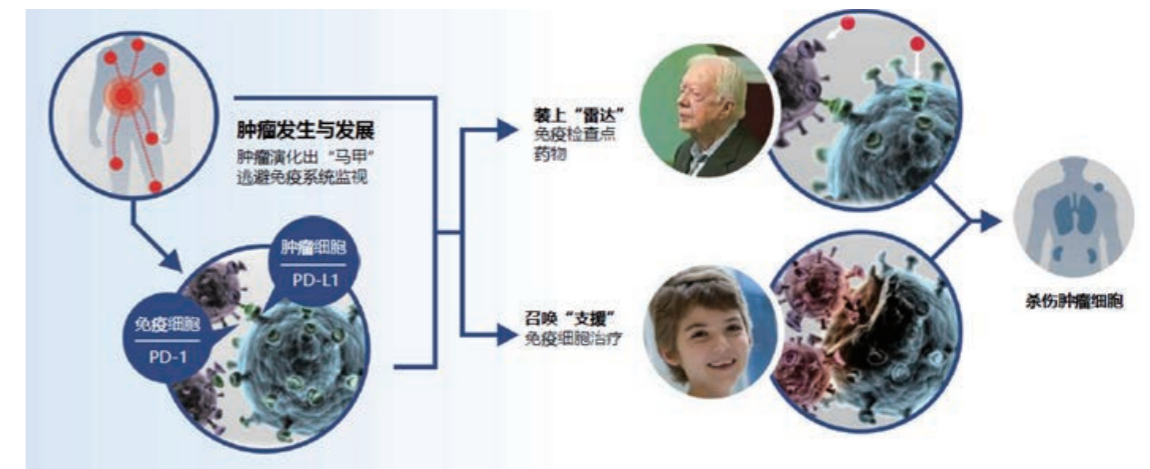 肿瘤发生与发展
肿瘤演化出“马甲”
逃避免疫系统监视
肿瘤细胞
PD-L1
免疫细胞
PD-1
装上“雷达”
免疫检查点
药物
召唤“支援”
免疫细胞治疗
杀伤肿瘤细胞